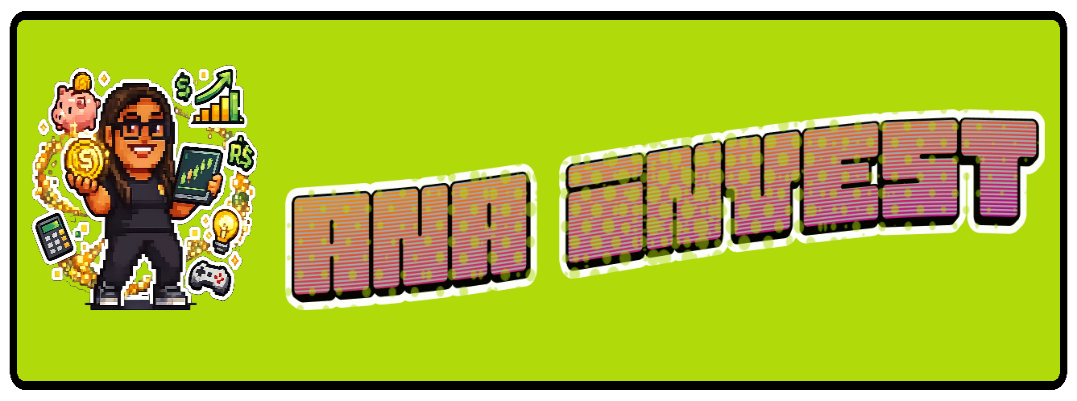 $
R$
$
ANA INVEST